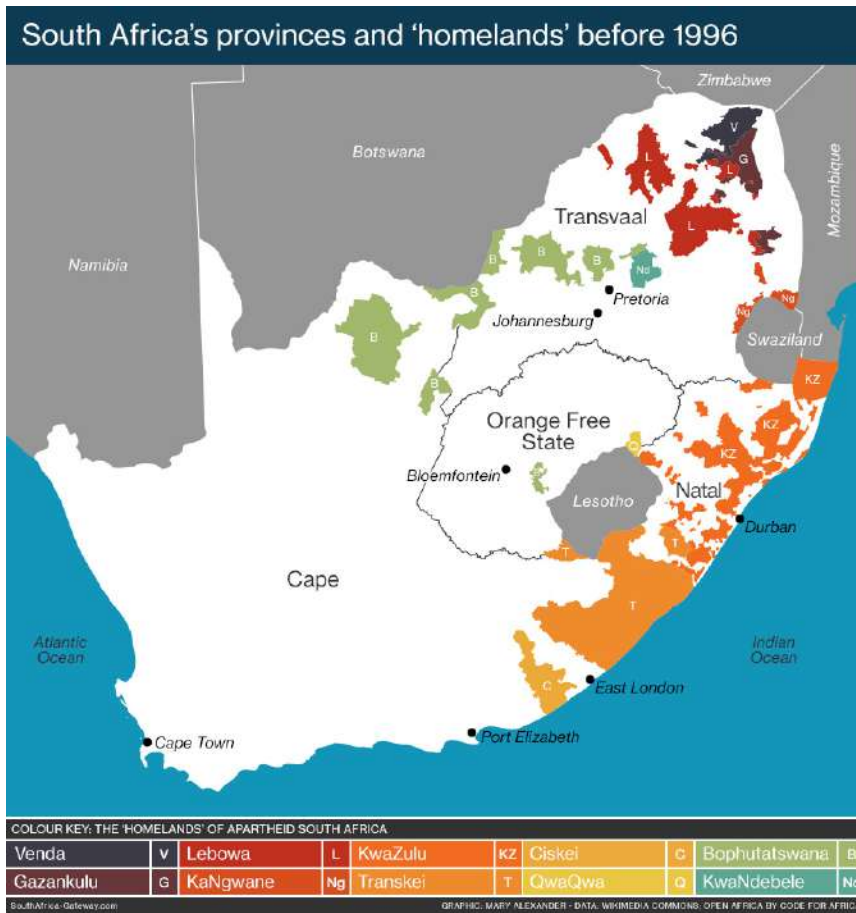 South Africa's provinces and 'homelands' before 1996
Zimbabwe
Botswana
Mozambique
Namibia
V
G
L
L
L
Transvaal
B
B
B
B
B
B
Nd
Pretoria
Johannesburg
Ng
Ng
Swaziland
KZ
B
Orange Free
State
Q
KZ
KZ
Bloemfontein
Lesotho
Natal
Durban
T
T
T
Cape
Atlantic
Ocean
Indian
Ocean
C
East London
Port Elizabeth
Cape Town
COLOUR KEY: THE 'HOMELANDS' OF APARTHEID SOUTH AFRICA
Venda V Lebowa L KwaZulu KZ Ciskei C Bophutatswana B
Gazankulu G KaNgwane Ng Transkei T QwaQwa Q KwaNdebele Nd
SouthAfrica-Gateway.com GRAPHIC: MARY ALEXANDER - DATA: WIKIMEDIA COMMONS, OPEN AFRICA BY CODE FOR AFRICA